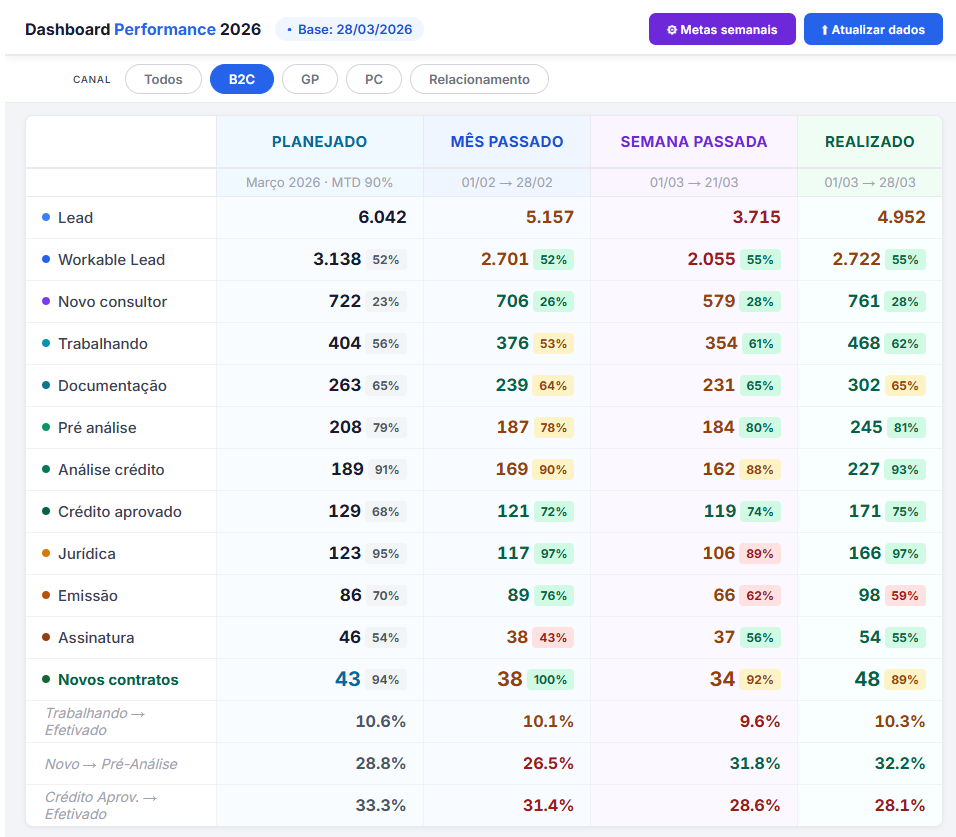 Dashboard Performance 2026
• Base: 28/03/2026
⚙ Metas semanais
⬆ Atualizar dados
CANAL Todos B2C GP PC Relacionamento
PLANEJADO MÊS PASSADO SEMANA PASSADA REALIZADO
Março 2026 · MTD 90% 01/02 → 28/02 01/03 → 21/03 01/03 → 28/03
Lead 6.042 5.157 3.715 4.952
Workable Lead 3.138 52% 2.701 52% 2.055 55% 2.722 55%
Novo consultor 722 23% 706 26% 579 28% 761 28%
Trabalhando 404 56% 376 53% 354 61% 468 62%
Documentação 263 65% 239 64% 231 65% 302 65%
Pré análise 208 79% 187 78% 184 80% 245 81%
Análise crédito 189 91% 169 90% 162 88% 227 93%
Crédito aprovado 129 68% 121 72% 119 74% 171 75%
Jurídica 123 95% 117 97% 106 89% 166 97%
Emissão 86 70% 89 76% 66 62% 98 59%
Assinatura 46 54% 38 43% 37 56% 54 55%
Novos contratos 43 94% 38 100% 34 92% 48 89%
Trabalhando →
Efetivado 10.6% 10.1% 9.6% 10.3%
Novo → Pré-Análise 28.8% 26.5% 31.8% 32.2%
Crédito Aprov. →
Efetivado 33.3% 31.4% 28.6% 28.1%